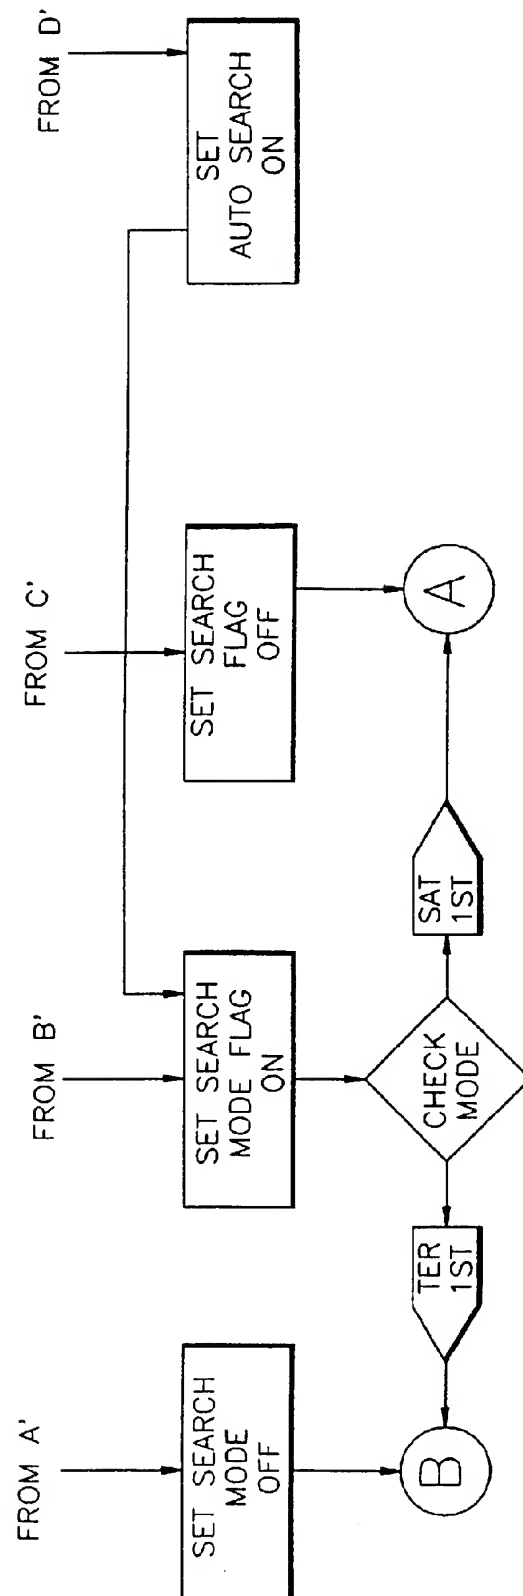 FROM A'
FROM B'
FROM C'
FROM D'
SET SEARCH
MODE
OFF
SET SEARCH
MODE FLAG
ON
SET SEARCH
FLAG
OFF
SET
AUTO SEARCH
ON
B
TER
1ST
CHECK
MODE
SAT
1ST
A